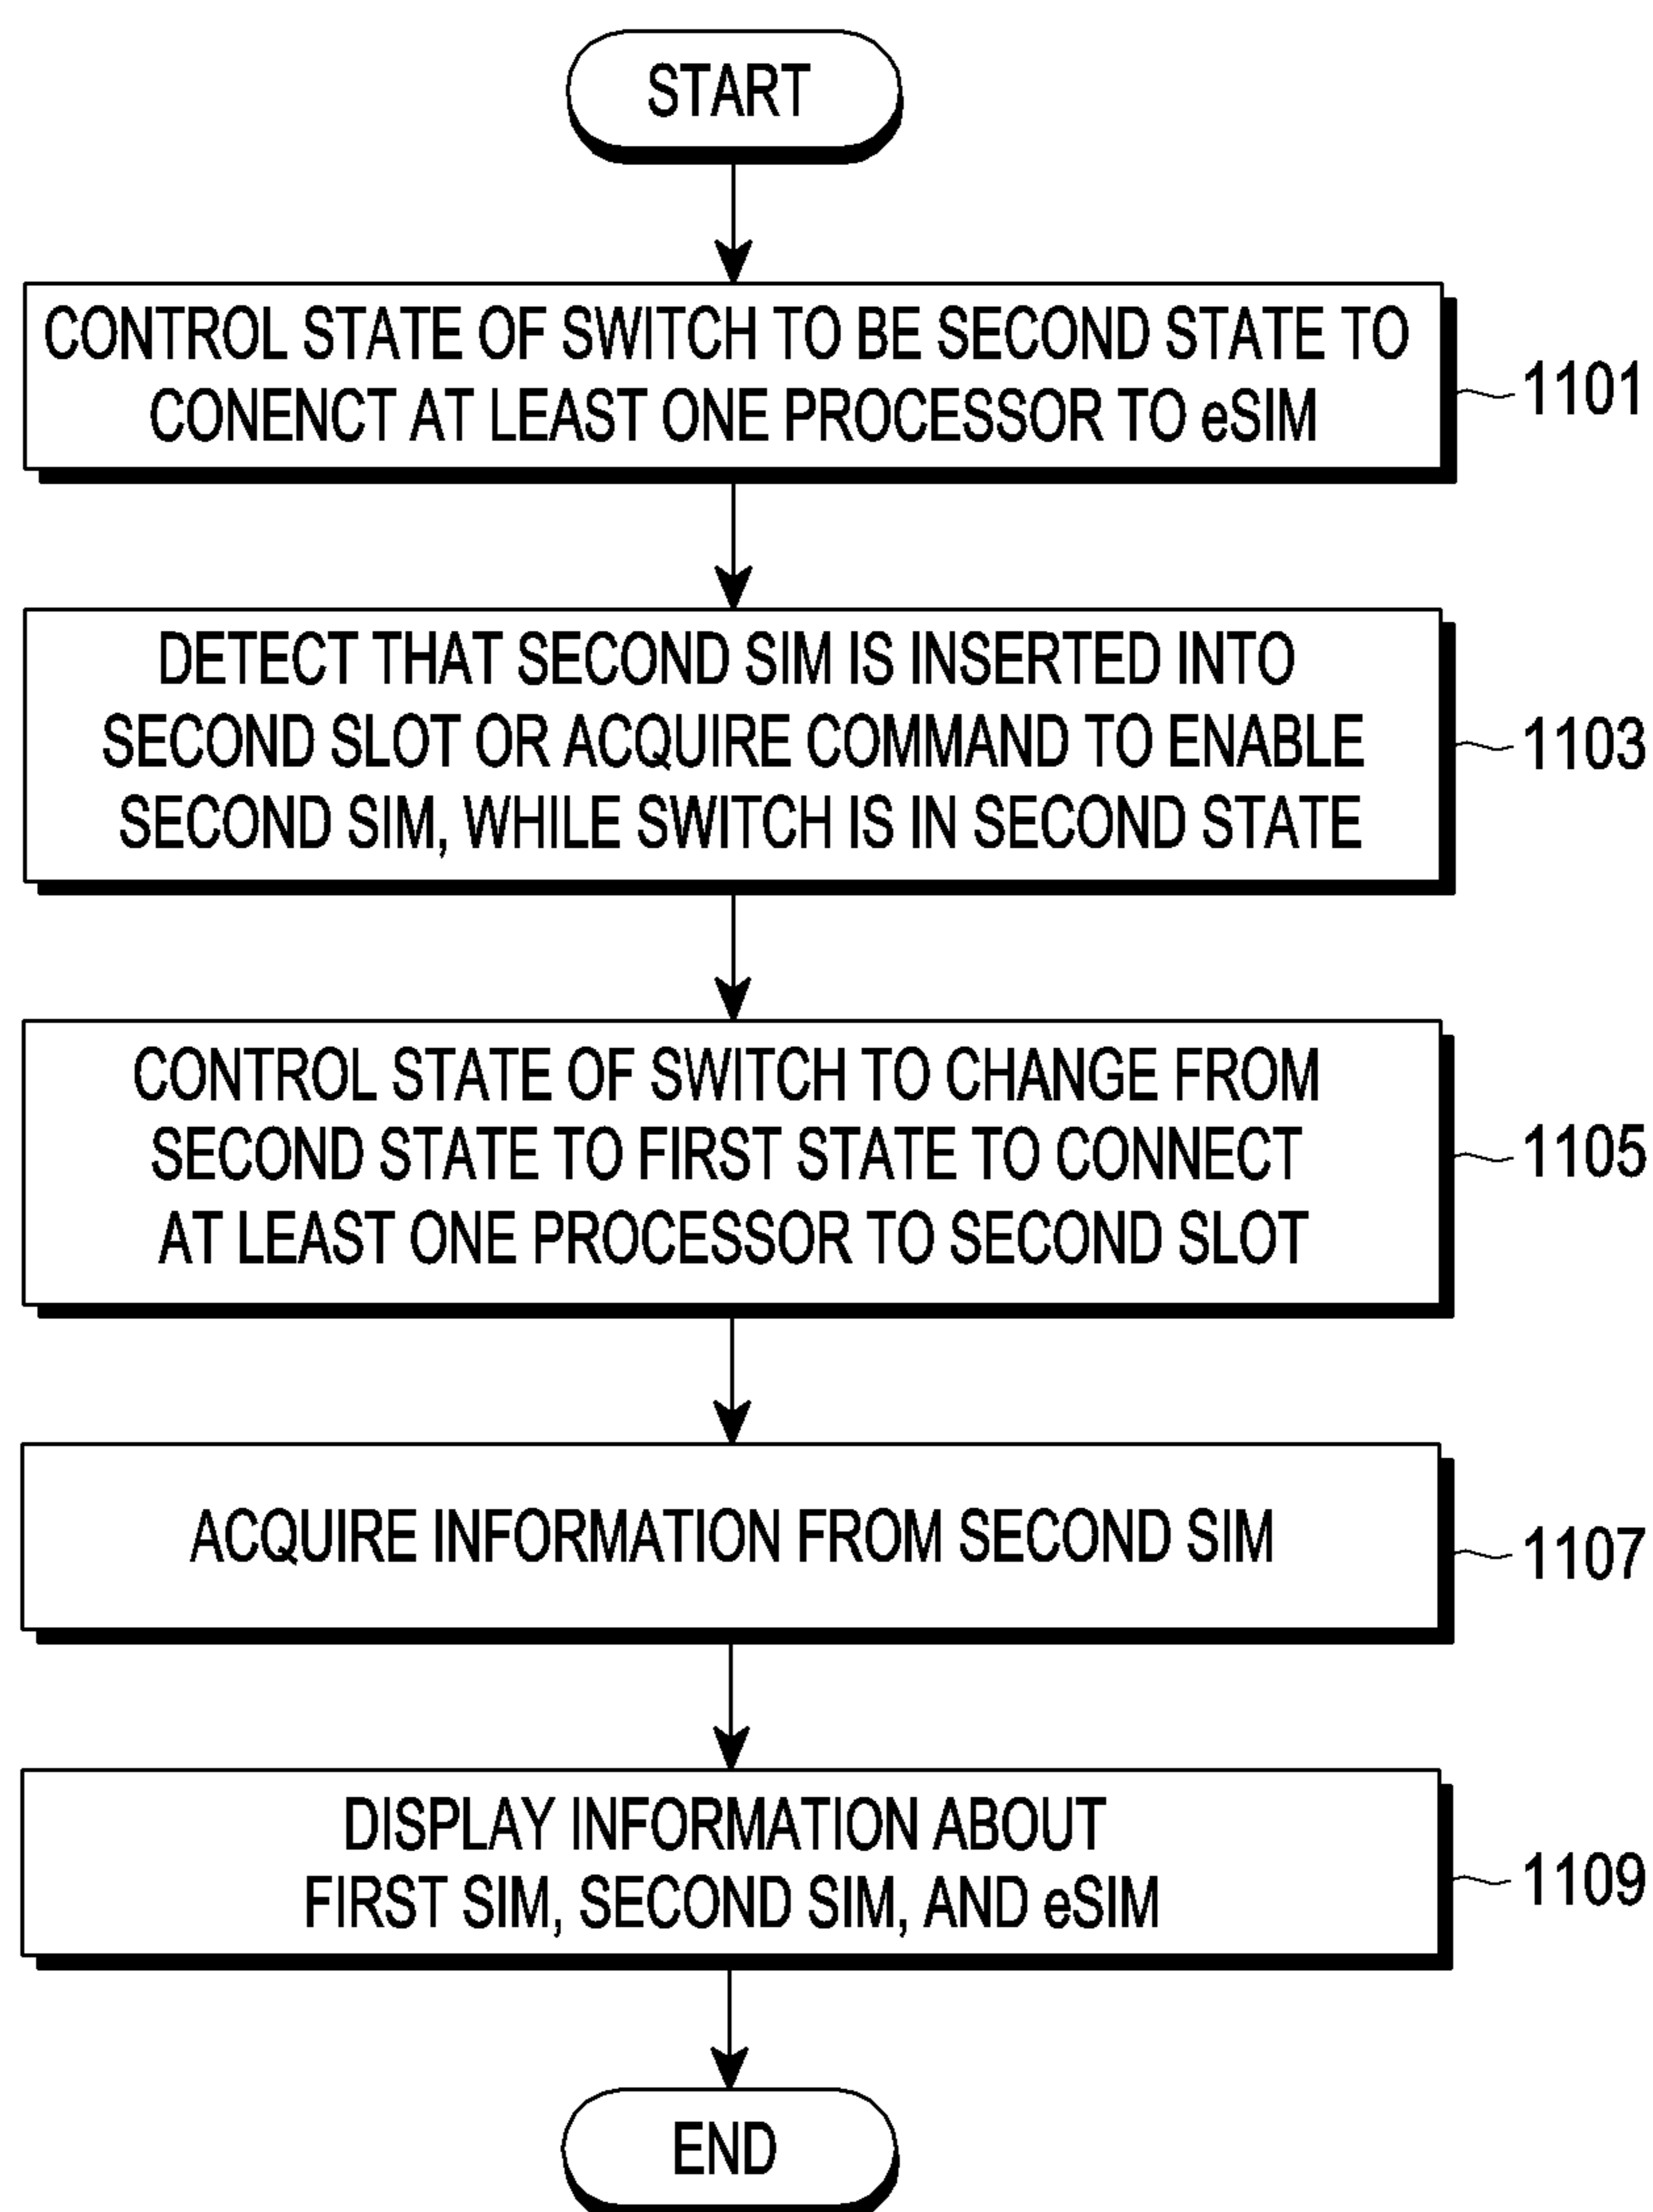 START
CONTROL STATE OF SWITCH TO BE SECOND STATE TO
CONENCT AT LEAST ONE PROCESSOR TO eSIM
1101
DETECT THAT SECOND SIM IS INSERTED INTO
SECOND SLOT OR ACQUIRE COMMAND TO ENABLE
SECOND SIM, WHILE SWITCH IS IN SECOND STATE
1103
CONTROL STATE OF SWITCH TO CHANGE FROM
SECOND STATE TO FIRST STATE TO CONNECT
AT LEAST ONE PROCESSOR TO SECOND SLOT
1105
ACQUIRE INFORMATION FROM SECOND SIM
1107
DISPLAY INFORMATION ABOUT
FIRST SIM, SECOND SIM, AND eSIM
1109
END